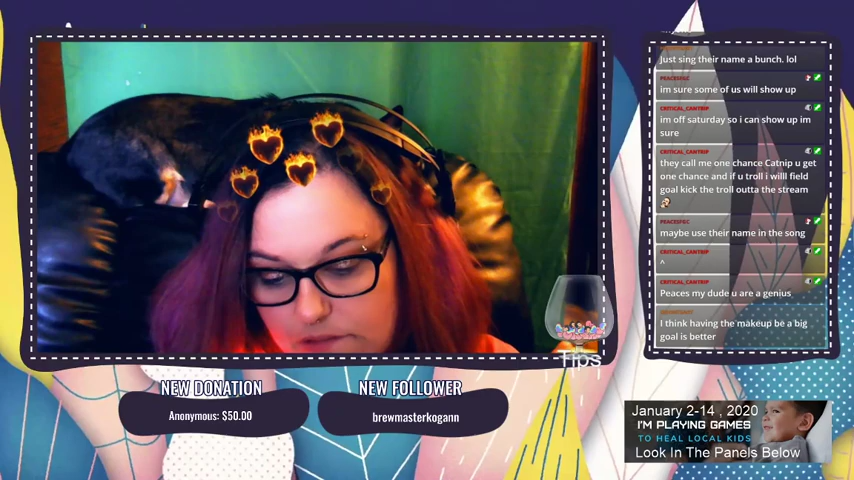 Just sing their name a bunch. lol
PEACESFEC
im sure some of us will show up
CRITICAL_CANTRIP
im off saturday so i can show up im
sure
CRITICAL_CANTRIP
they call me one chance Catnip u get
one chance and if u troll i willl field
goal kick the troll outta the stream
PEACESFEC
maybe use their name in the song
CRITICAL_CANTRIP
^
CRITICAL_CANTRIP
Peaces my dude u are a genius
I think having the makeup be a big
goal is better
Tips
NEW DONATION
NEW FOLLOWER
Anonymous: $50.00
brewmasterkogann
January 2-14 , 2020
I'M PLAYING GAMES
TO HEAL LOCAL KIDS
Look In The Panels Below